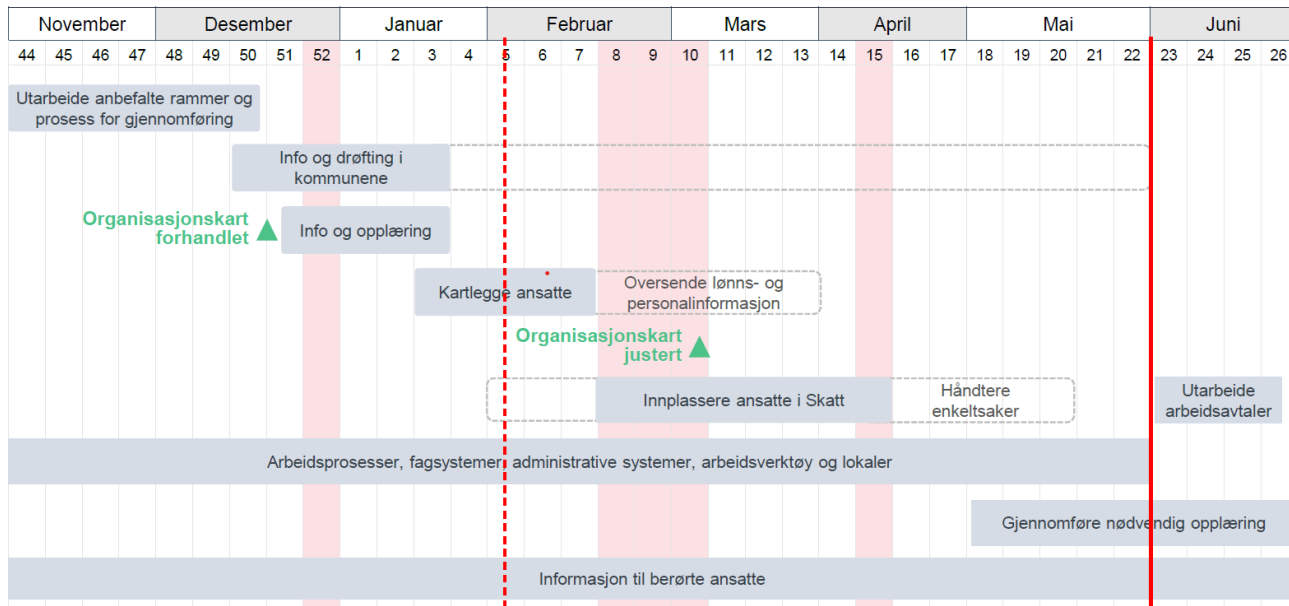 November Desember Januar Februar Mars April Mai Juni
44 45 46 47 48 49 50 51 52 1 2 3 4 5 6 7 8 9 10 11 12 13 14 15 16 17 18 19 20 21 22 23 24 25 26
Utarbeide anbefalte rammer og
prosess for gjennomføring
Info og drøfting i
kommunene
Organisasjonskart
forhandlet
Info og opplæring
Kartlegge ansatte
Oversende lønns- og
personalinformasjon
Organisasjonskart
justert
Innplassere ansatte i Skatt
Håndtere
enkeltsaker
Utarbeide
arbeidsavtaler
Arbeidsprosesser, fagsystemer, administrative systemer, arbeidsverktøy og lokaler
Gjennomføre nødvendig opplæring
Informasjon til berørte ansatte